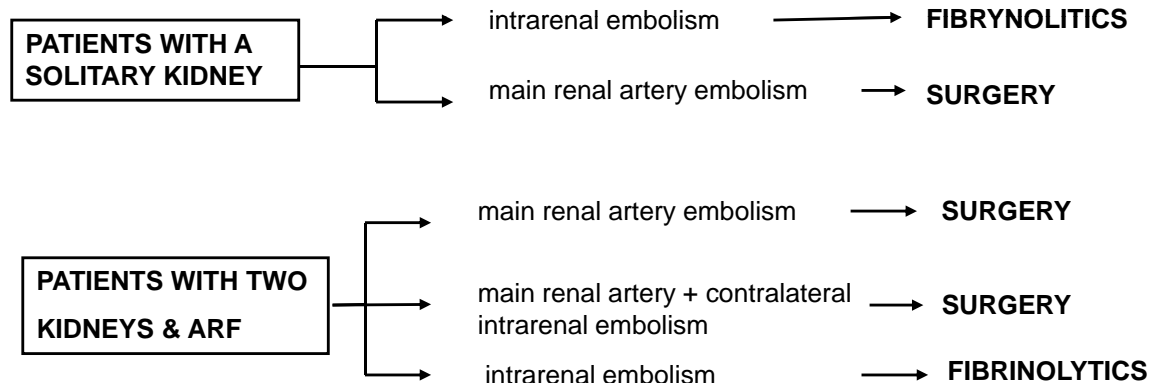 intrarenal embolism
FIBRYNOLITICS
PATIENTS WITH A
SOLITARY KIDNEY
main renal artery embolism
SURGERY
main renal artery embolism
SURGERY
PATIENTS WITH TWO
KIDNEYS & ARF
main renal artery + contralateral
intrarenal embolism
SURGERY
intrarenal embolism
FIBRINOLYTICS